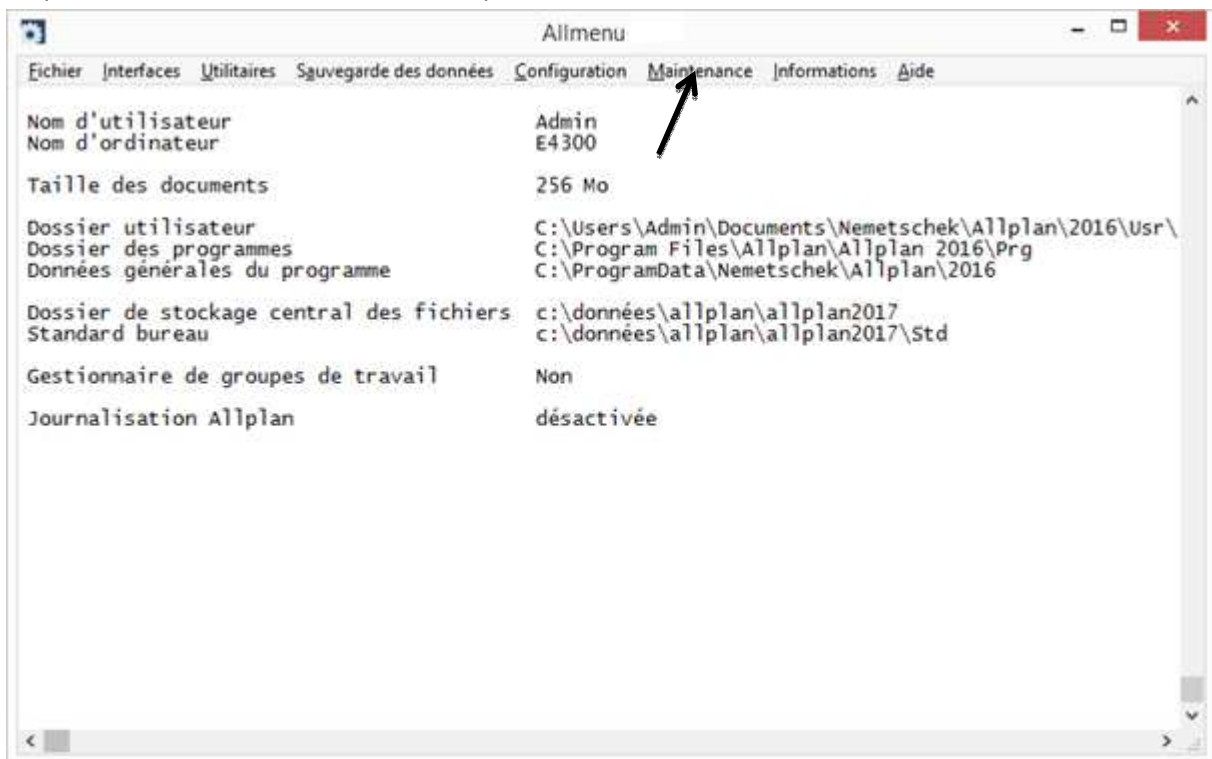 Allmenu
Fichier Interfaces Utilitaires Sauvegarde des données Configuration Maintenance Informations Aide
Nom d'utilisateur Admin
Nom d'ordinateur E4300
Taille des documents 256 Mo
Dossier utilisateur C:\Users\Admin\Documents\Nemetschek\Allplan\2016\Usr\
Dossier des programmes C:\Program Files\Allplan\Allplan 2016\Prg
Données générales du programme C:\ProgramData\Nemetschek\Allplan\2016
Dossier de stockage central des fichiers c:\données\allplan\allplan2017
Standard bureau c:\données\allplan\allplan2017\Std
Gestionnaire de groupes de travail Non
Journalisation Allplan désactivée